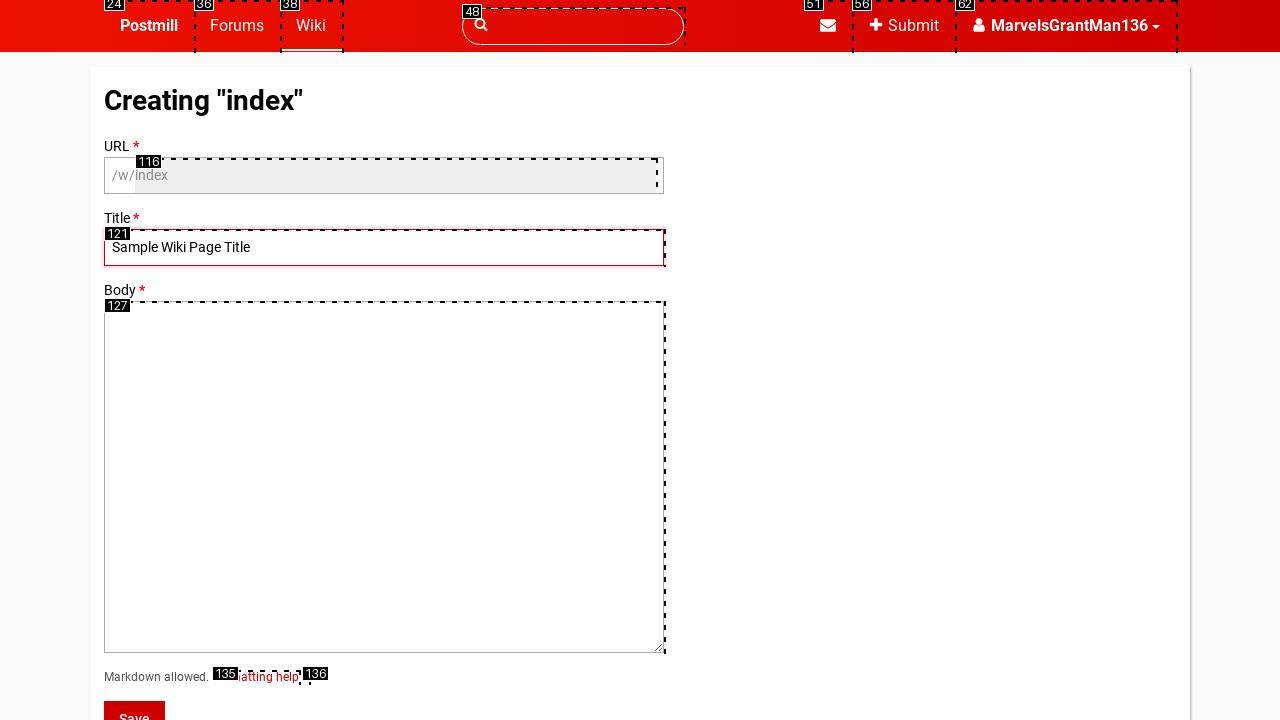 24 36 38 48 51 56 62
Postmill Forums Wiki Submit MarvelsGrantMan136
Creating "index"
URL *
116
/w/index
Title *
121
Sample Wiki Page Title
Body *
127
Markdown allowed. 135 atting help 136
Save